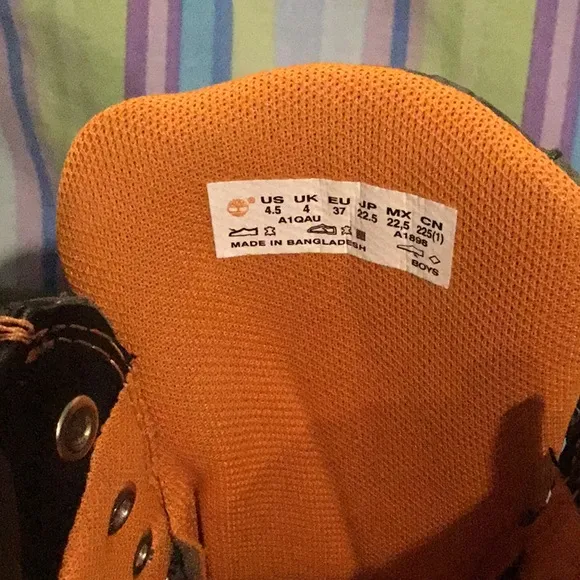 US UK EU JP MX CN
4.5 4 37 22.5 22,5 225(1)
A1QAU A1898
MADE IN BANGLADESH BOYS